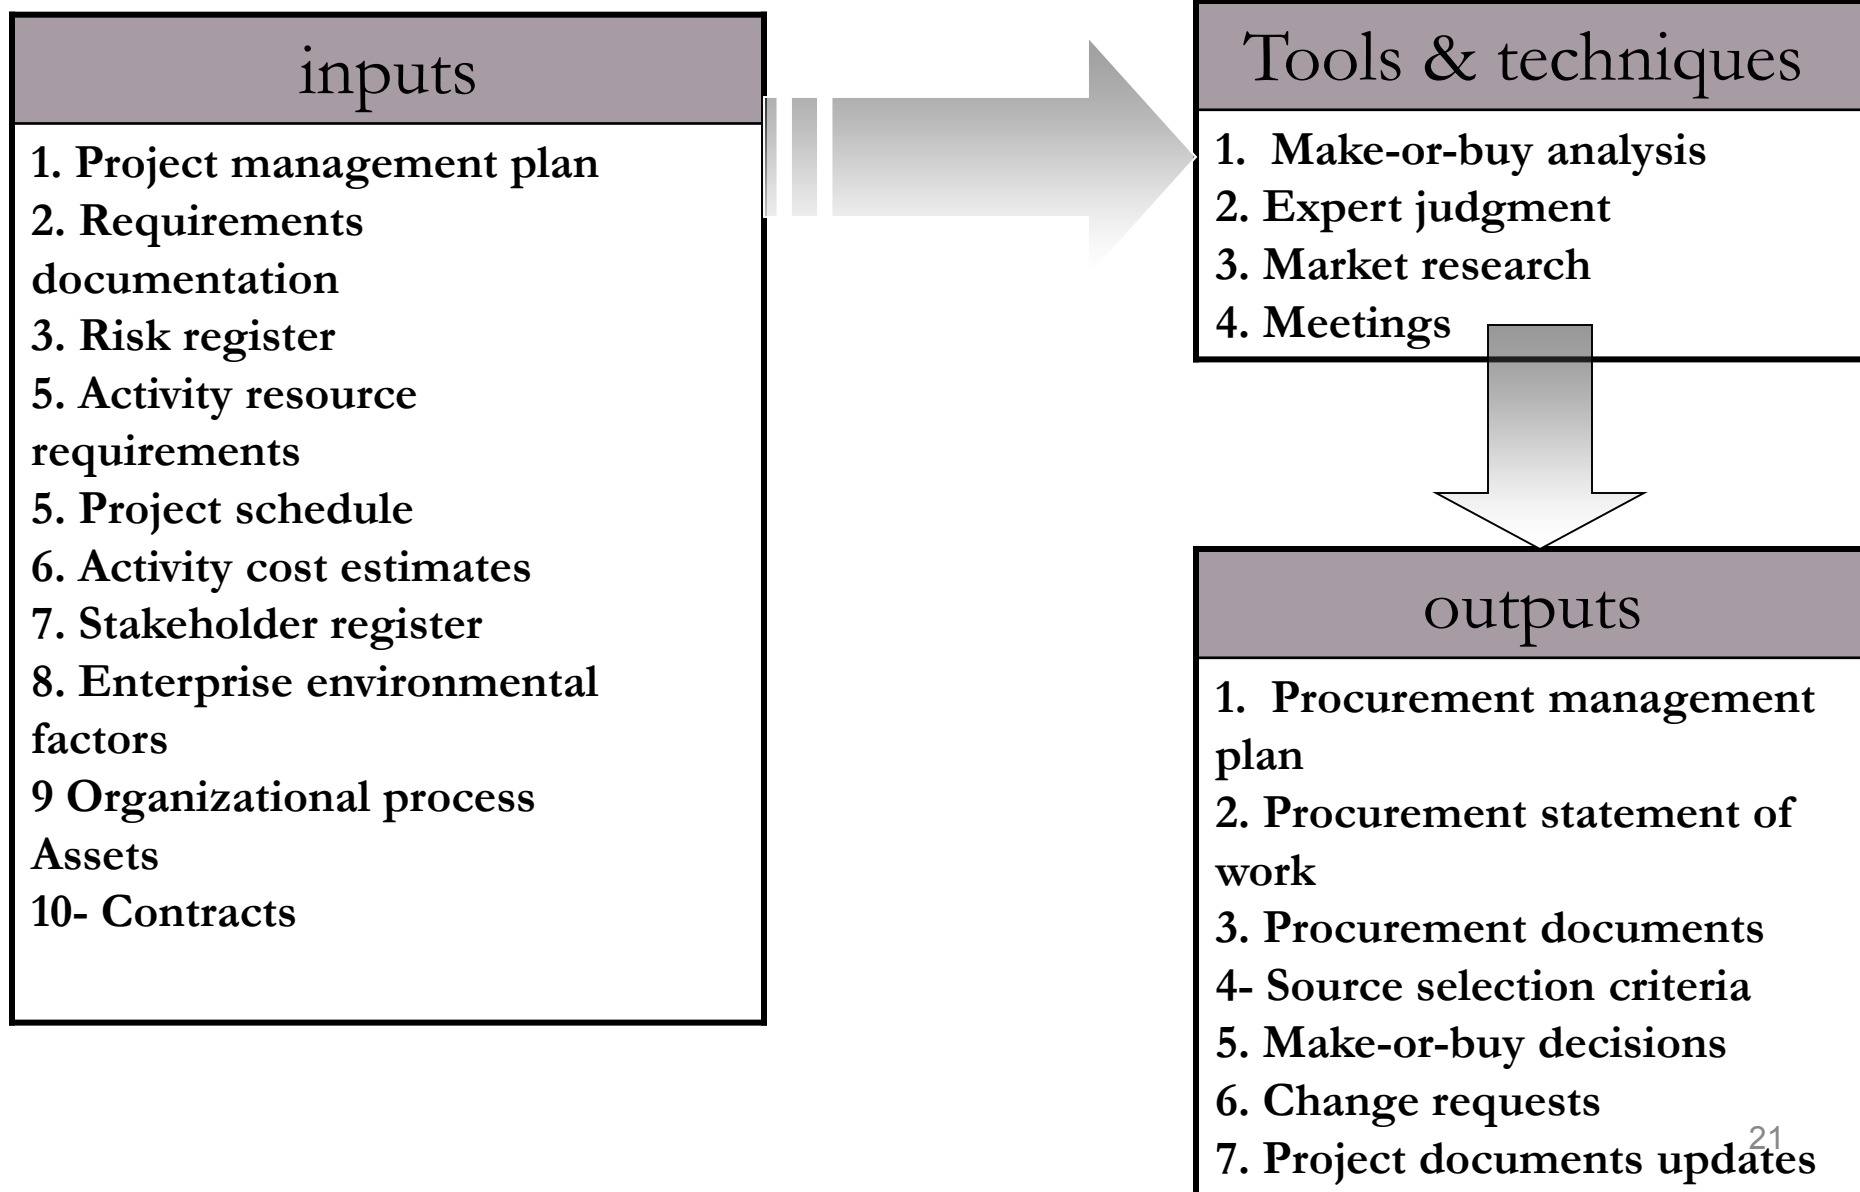 inputs
1. Project management plan
2. Requirements
documentation
3. Risk register
5. Activity resource
requirements
5. Project schedule
6. Activity cost estimates
7. Stakeholder register
8. Enterprise environmental
factors
9 Organizational process
Assets
10- Contracts
Tools & techniques
1. Make-or-buy analysis
2. Expert judgment
3. Market research
4. Meetings
outputs
1. Procurement management
plan
2. Procurement statement of
work
3. Procurement documents
4- Source selection criteria
5. Make-or-buy decisions
6. Change requests
7. Project documents updates
21